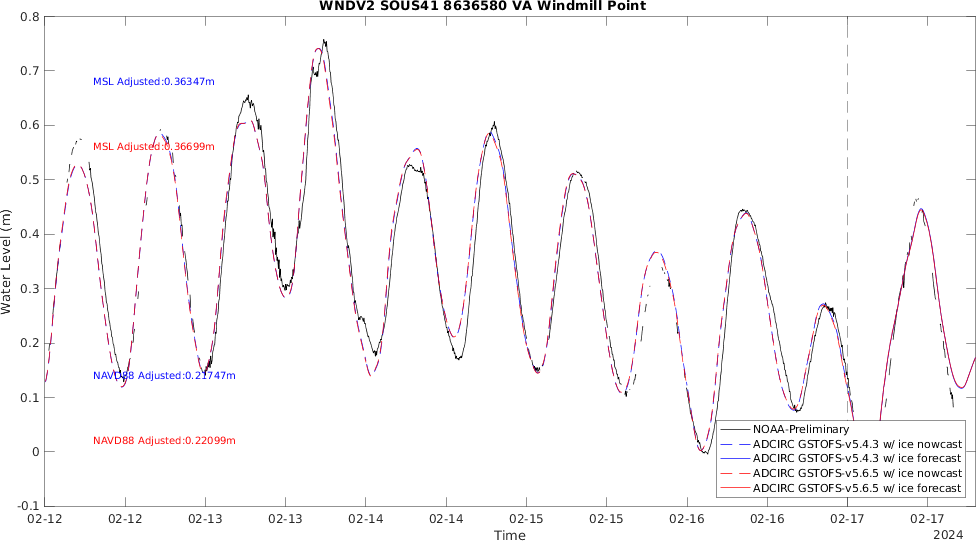 WNDV2 SOUS41 8636580 VA Windmill Point
Water Level (m)
0.8
0.7
0.6
0.5
0.4
0.3
0.2
0.1
0
-0.1
MSL Adjusted:0.36347m
MSL Adjusted:0.36699m
NAVD88 Adjusted:0.21747m
NAVD88 Adjusted:0.22099m
NOAA-Preliminary
ADCIRC GSTOFS-v5.4.3 w/ ice nowcast
ADCIRC GSTOFS-v5.4.3 w/ ice forecast
ADCIRC GSTOFS-v5.6.5 w/ ice nowcast
ADCIRC GSTOFS-v5.6.5 w/ ice forecast
02-12 02-12 02-13 02-13 02-14 02-14 02-15 02-15 02-16 02-16 02-17 02-17
Time
2024